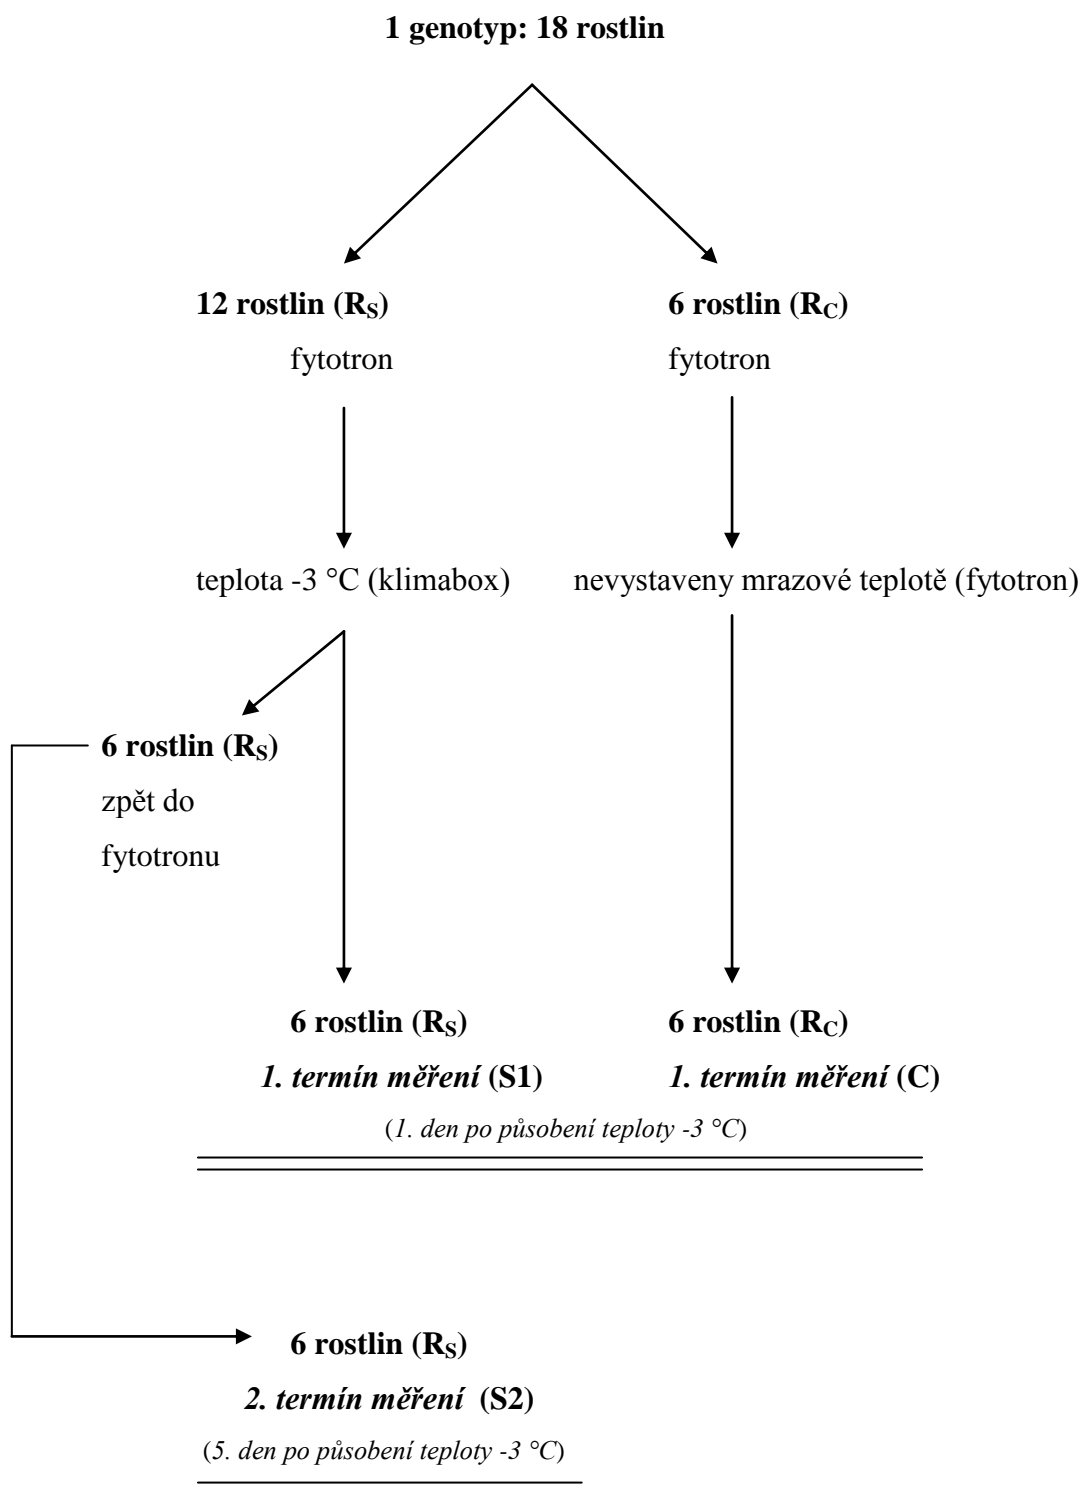 1 genotyp: 18 rostlin
12 rostlin (RS)
6 rostlin (RC)
fytotron
fytotron
teplota -3 °C (klimabox)
nevystaveny mrazové teplotě (fytotron)
6 rostlin (RS)
zpět do
fytotronu
6 rostlin (RS)
6 rostlin (RC)
1. termín měření (S1)
1. termín měření (C)
(1. den po působení teploty -3 °C)
6 rostlin (RS)
2. termín měření (S2)
(5. den po působení teploty -3 °C)